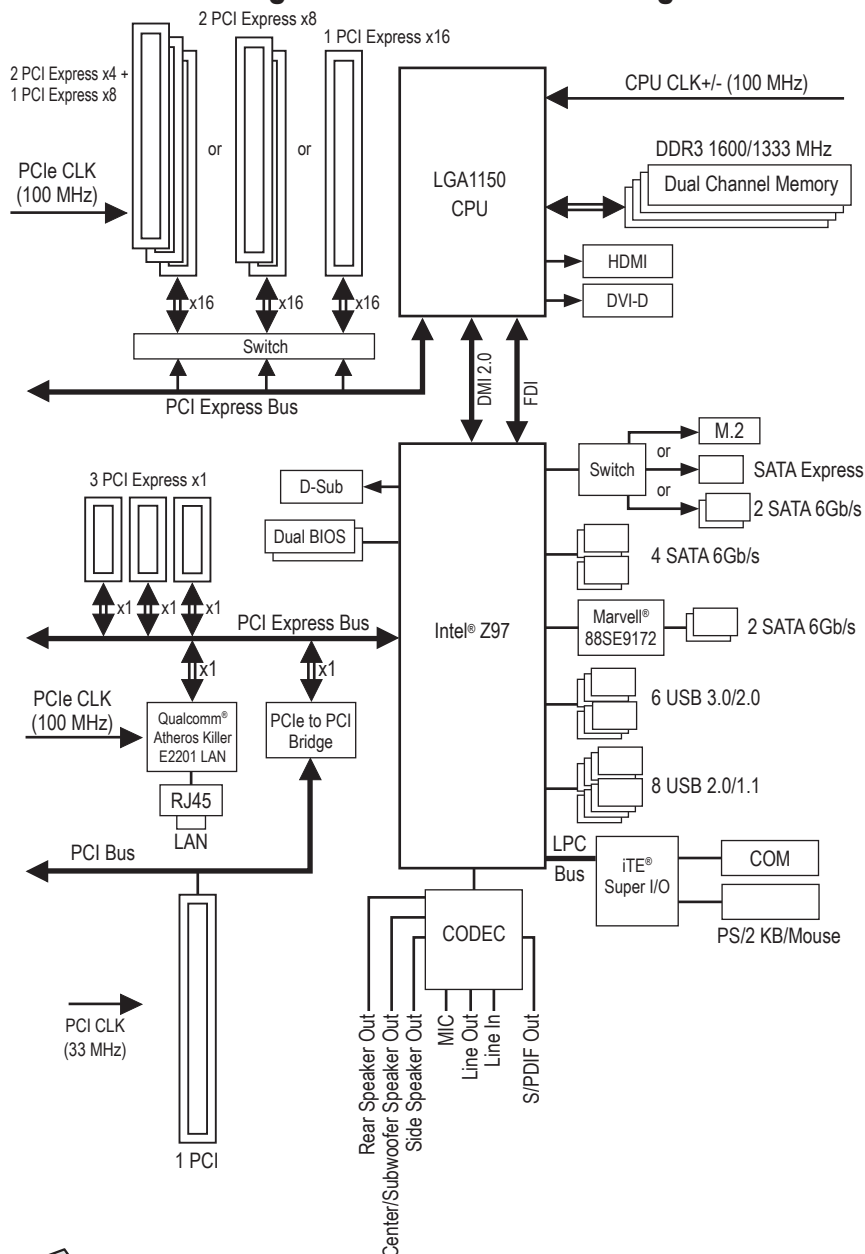 2 PCI Express x8
1 PCI Express x16
2 PCI Express x4 +
1 PCI Express x8
CPU CLK+/- (100 MHz)
DDR3 1600/1333 MHz
Dual Channel Memory
or
or
PCIe CLK
(100 MHz)
LGA1150
CPU
HDMI
DVI-D
x16
x16
x16
Switch
PCI Express Bus
DMI 2.0
FDI
M.2
or
Switch
SATA Express
or
2 SATA 6Gb/s
3 PCI Express x1
D-Sub
Dual BIOS
4 SATA 6Gb/s
x1
x1
x1
PCI Express Bus
Intel® Z97
Marvell®
88SE9172
2 SATA 6Gb/s
x1
x1
PCIe CLK
(100 MHz)
Qualcomm®
Atheros Killer
E2201 LAN
PCIe to PCI
Bridge
6 USB 3.0/2.0
RJ45
LAN
8 USB 2.0/1.1
PCI Bus
LPC
Bus
iTE®
Super I/O
COM
PS/2 KB/Mouse
CODEC
PCI CLK
(33 MHz)
Rear Speaker Out
Center/Subwoofer Speaker Out
Side Speaker Out
MIC
Line Out
Line In
S/PDIF Out
1 PCI